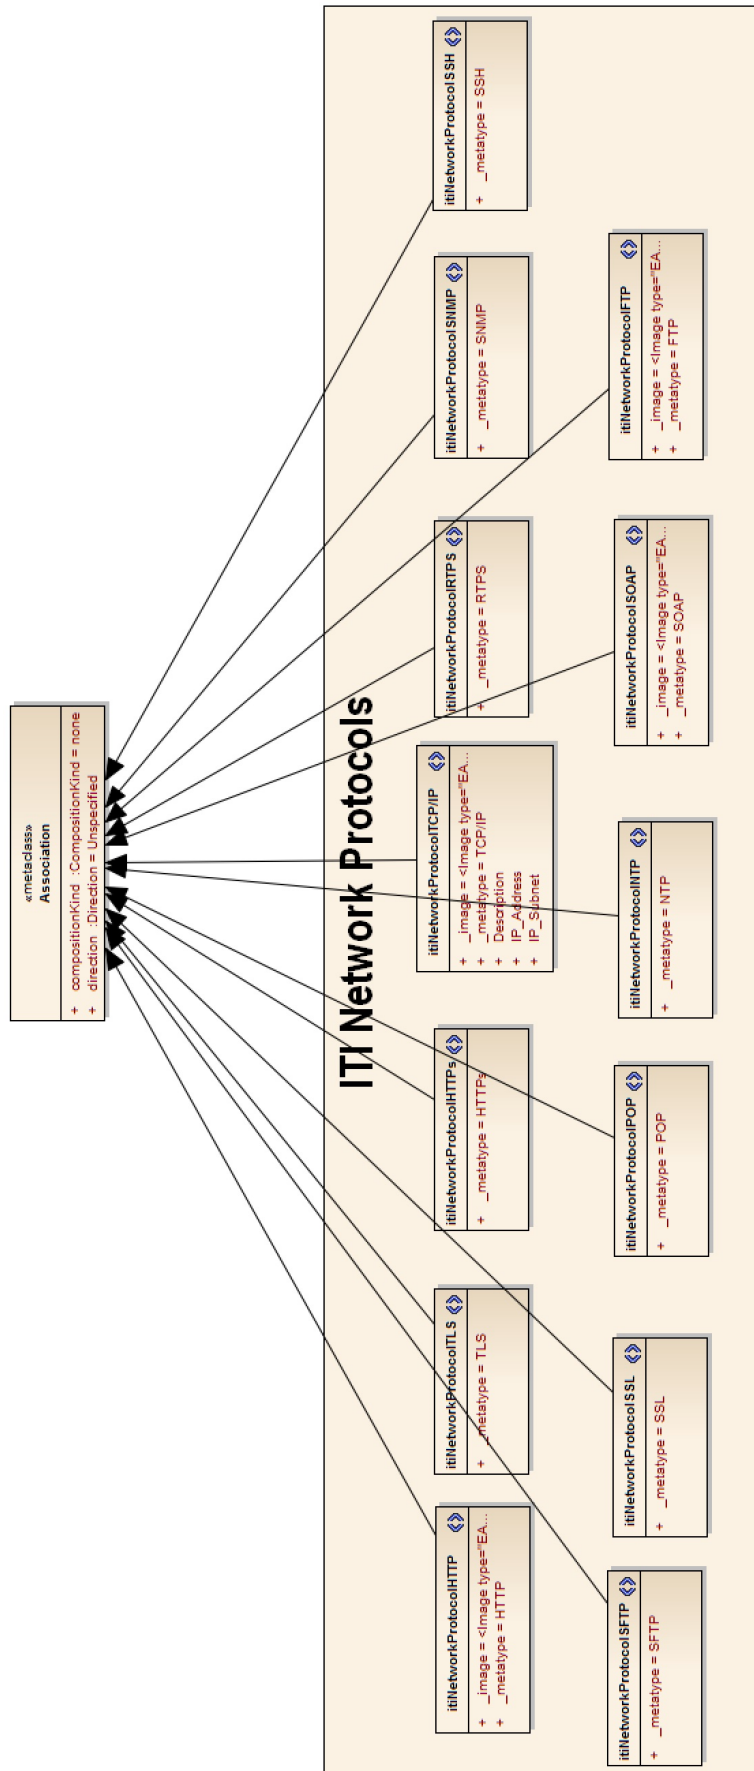 «metaclass»
Association
+ compositionKind :CompositionKind = none
+ direction :Direction = Unspecified
ITI Network Protocols
itiNetworkProtocolHTTP
+ _image = <Image type="EA...
+ _metatype = HTTP
itiNetworkProtocolTLS
+ _metatype = TLS
itiNetworkProtocolHTTPs
+ _metatype = HTTPs
itiNetworkProtocolTCP/IP
+ _image = <Image type="EA...
+ _metatype = TCP/IP
+ Description
+ IP_Address
+ IP_Subnet
itiNetworkProtocolRTPS
+ _metatype = RTPS
itiNetworkProtocolSNMP
+ _metatype = SNMP
itiNetworkProtocolSSH
+ _metatype = SSH
itiNetworkProtocolSFTP
+ _metatype = SFTP
itiNetworkProtocolSSL
+ _metatype = SSL
itiNetworkProtocolPOP
+ _metatype = POP
itiNetworkProtocolNTP
+ _metatype = NTP
itiNetworkProtocolSOAP
+ _image = <Image type="EA...
+ _metatype = SOAP
itiNetworkProtocolFTP
+ _image = <Image type="EA...
+ _metatype = FTP